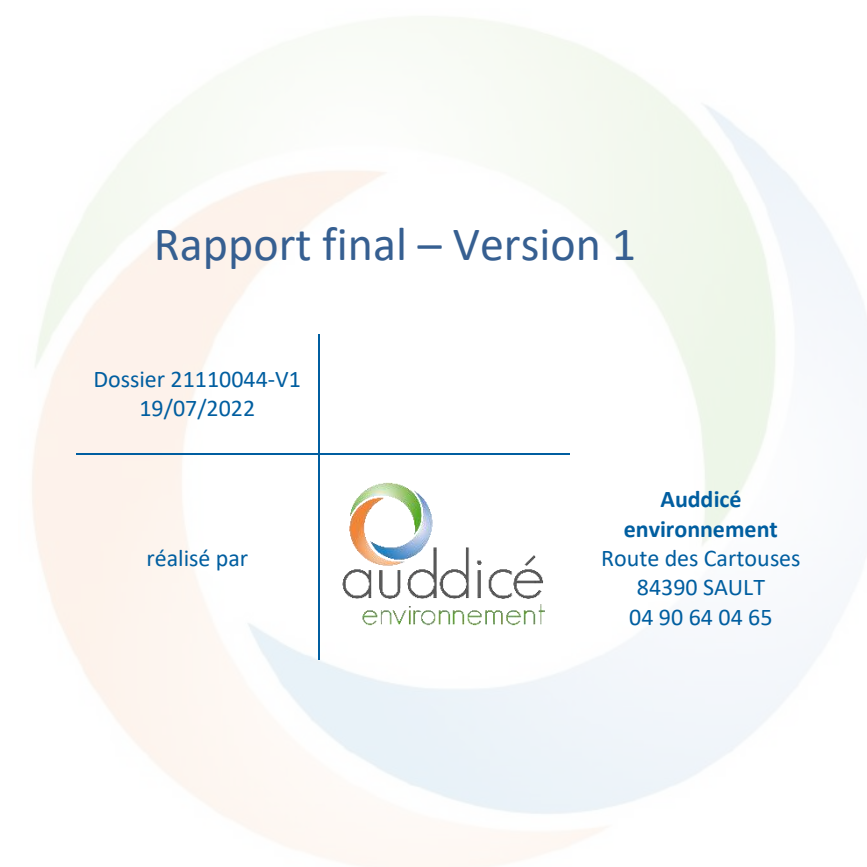 Rapport final – Version 1
Dossier 21110044-V1
19/07/2022
réalisé par
auddicé
environnement
Auddicé
environnement
Route des Cartouses
84390 SAULT
04 90 64 04 65